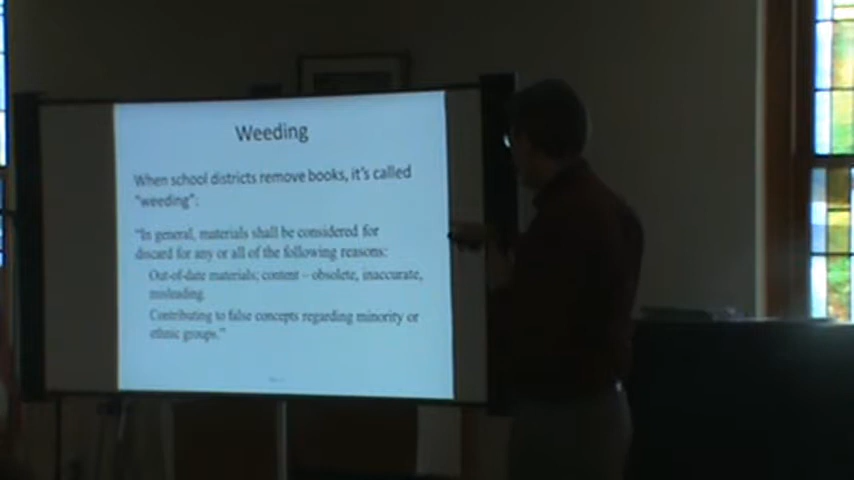 Weeding
When school districts remove books, it's called
"weeding":
"In general, materials shall be considered for
discard for any or all of the following reasons:
Out-of-date materials; content – obsolete, inaccurate,
misleading.
Contributing to false concepts regarding minority or
ethnic groups."